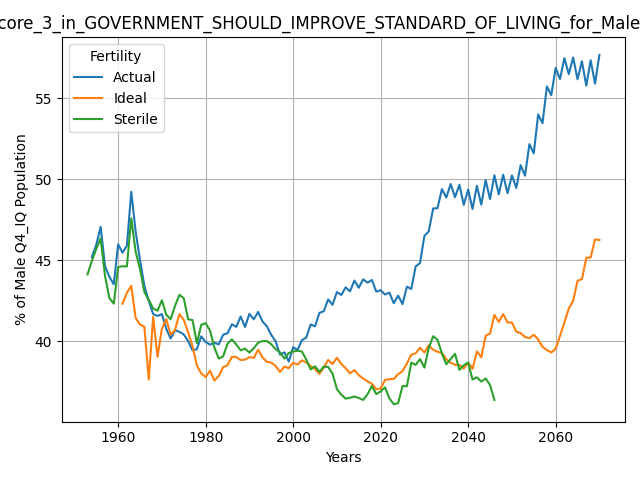 core_3_in_GOVERNMENT_SHOULD_IMPROVE_STANDARD_OF_LIVING_for_Male
Fertility
Actual
Ideal
Sterile
% of Male Q4_IQ Population
55
50
45
40
1960
1980
2000
2020
2040
2060
Years